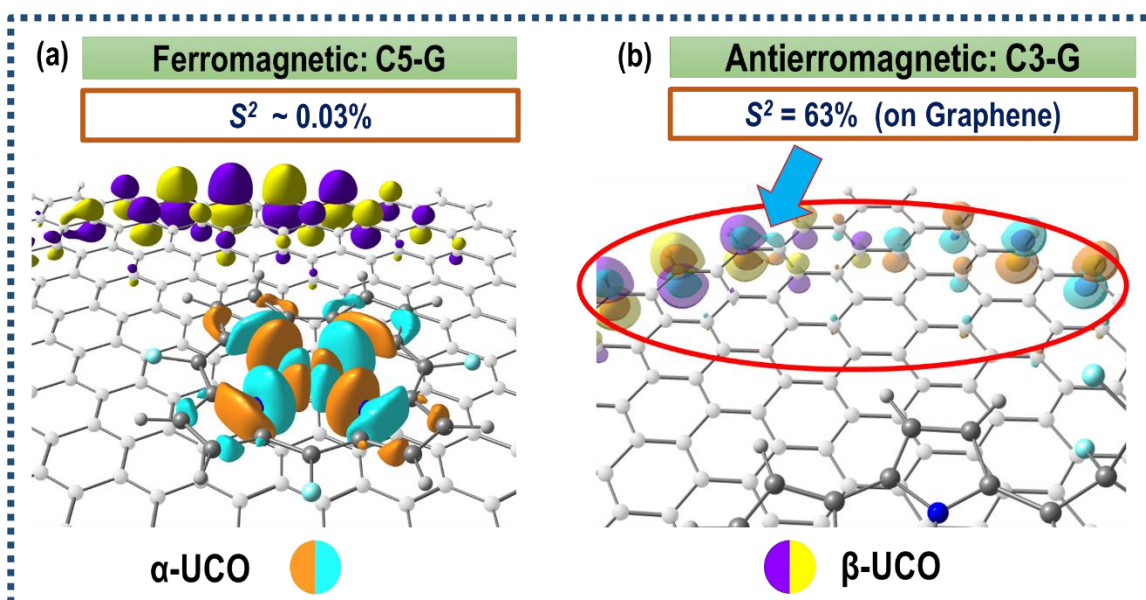 (a)
Ferromagnetic: C5-G
S² ~ 0.03%
(b)
Antierromagnetic: C3-G
S² = 63% (on Graphene)
α-UCO
β-UCO